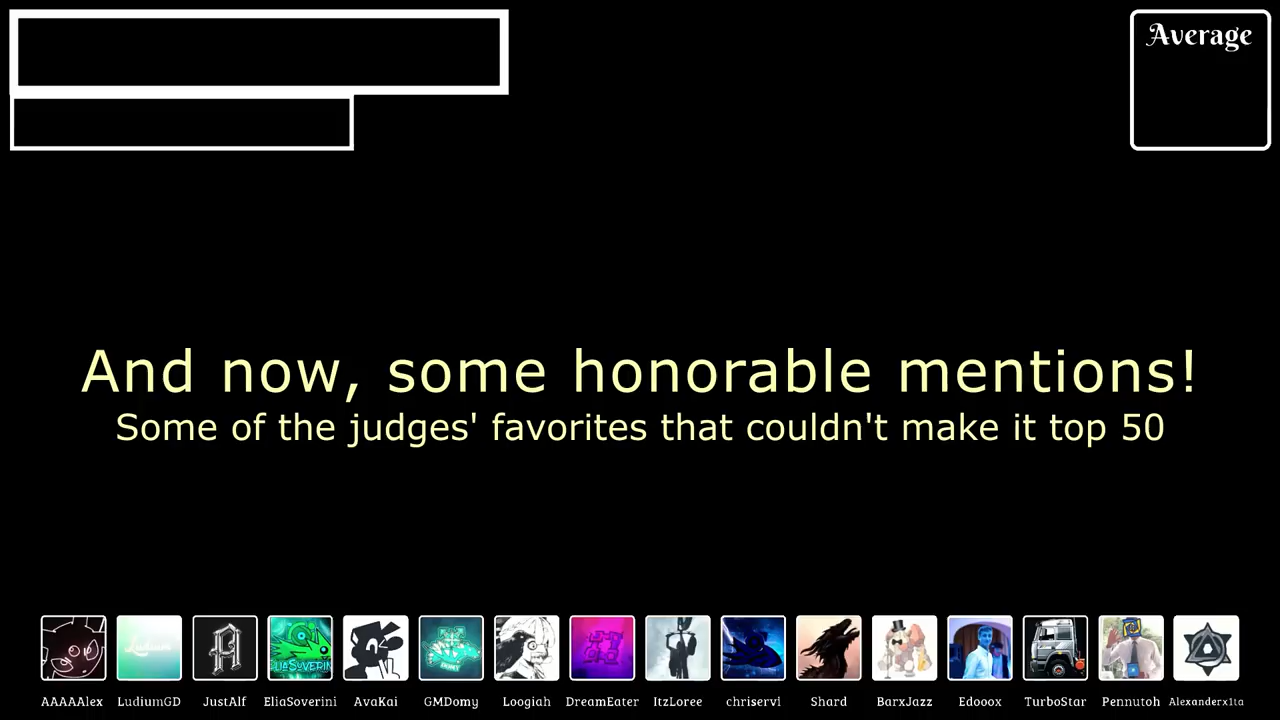 Average
And now, some honorable mentions!
Some of the judges' favorites that couldn't make it top 50
AAAAAlex LudiumGD JustAlf EliaSoverini AvaKai GMDomy Loogiah DreamEater ItzLoree chriservi Shard BarxJazz Edooox TurboStar Pennutoh Alexanderx1ta